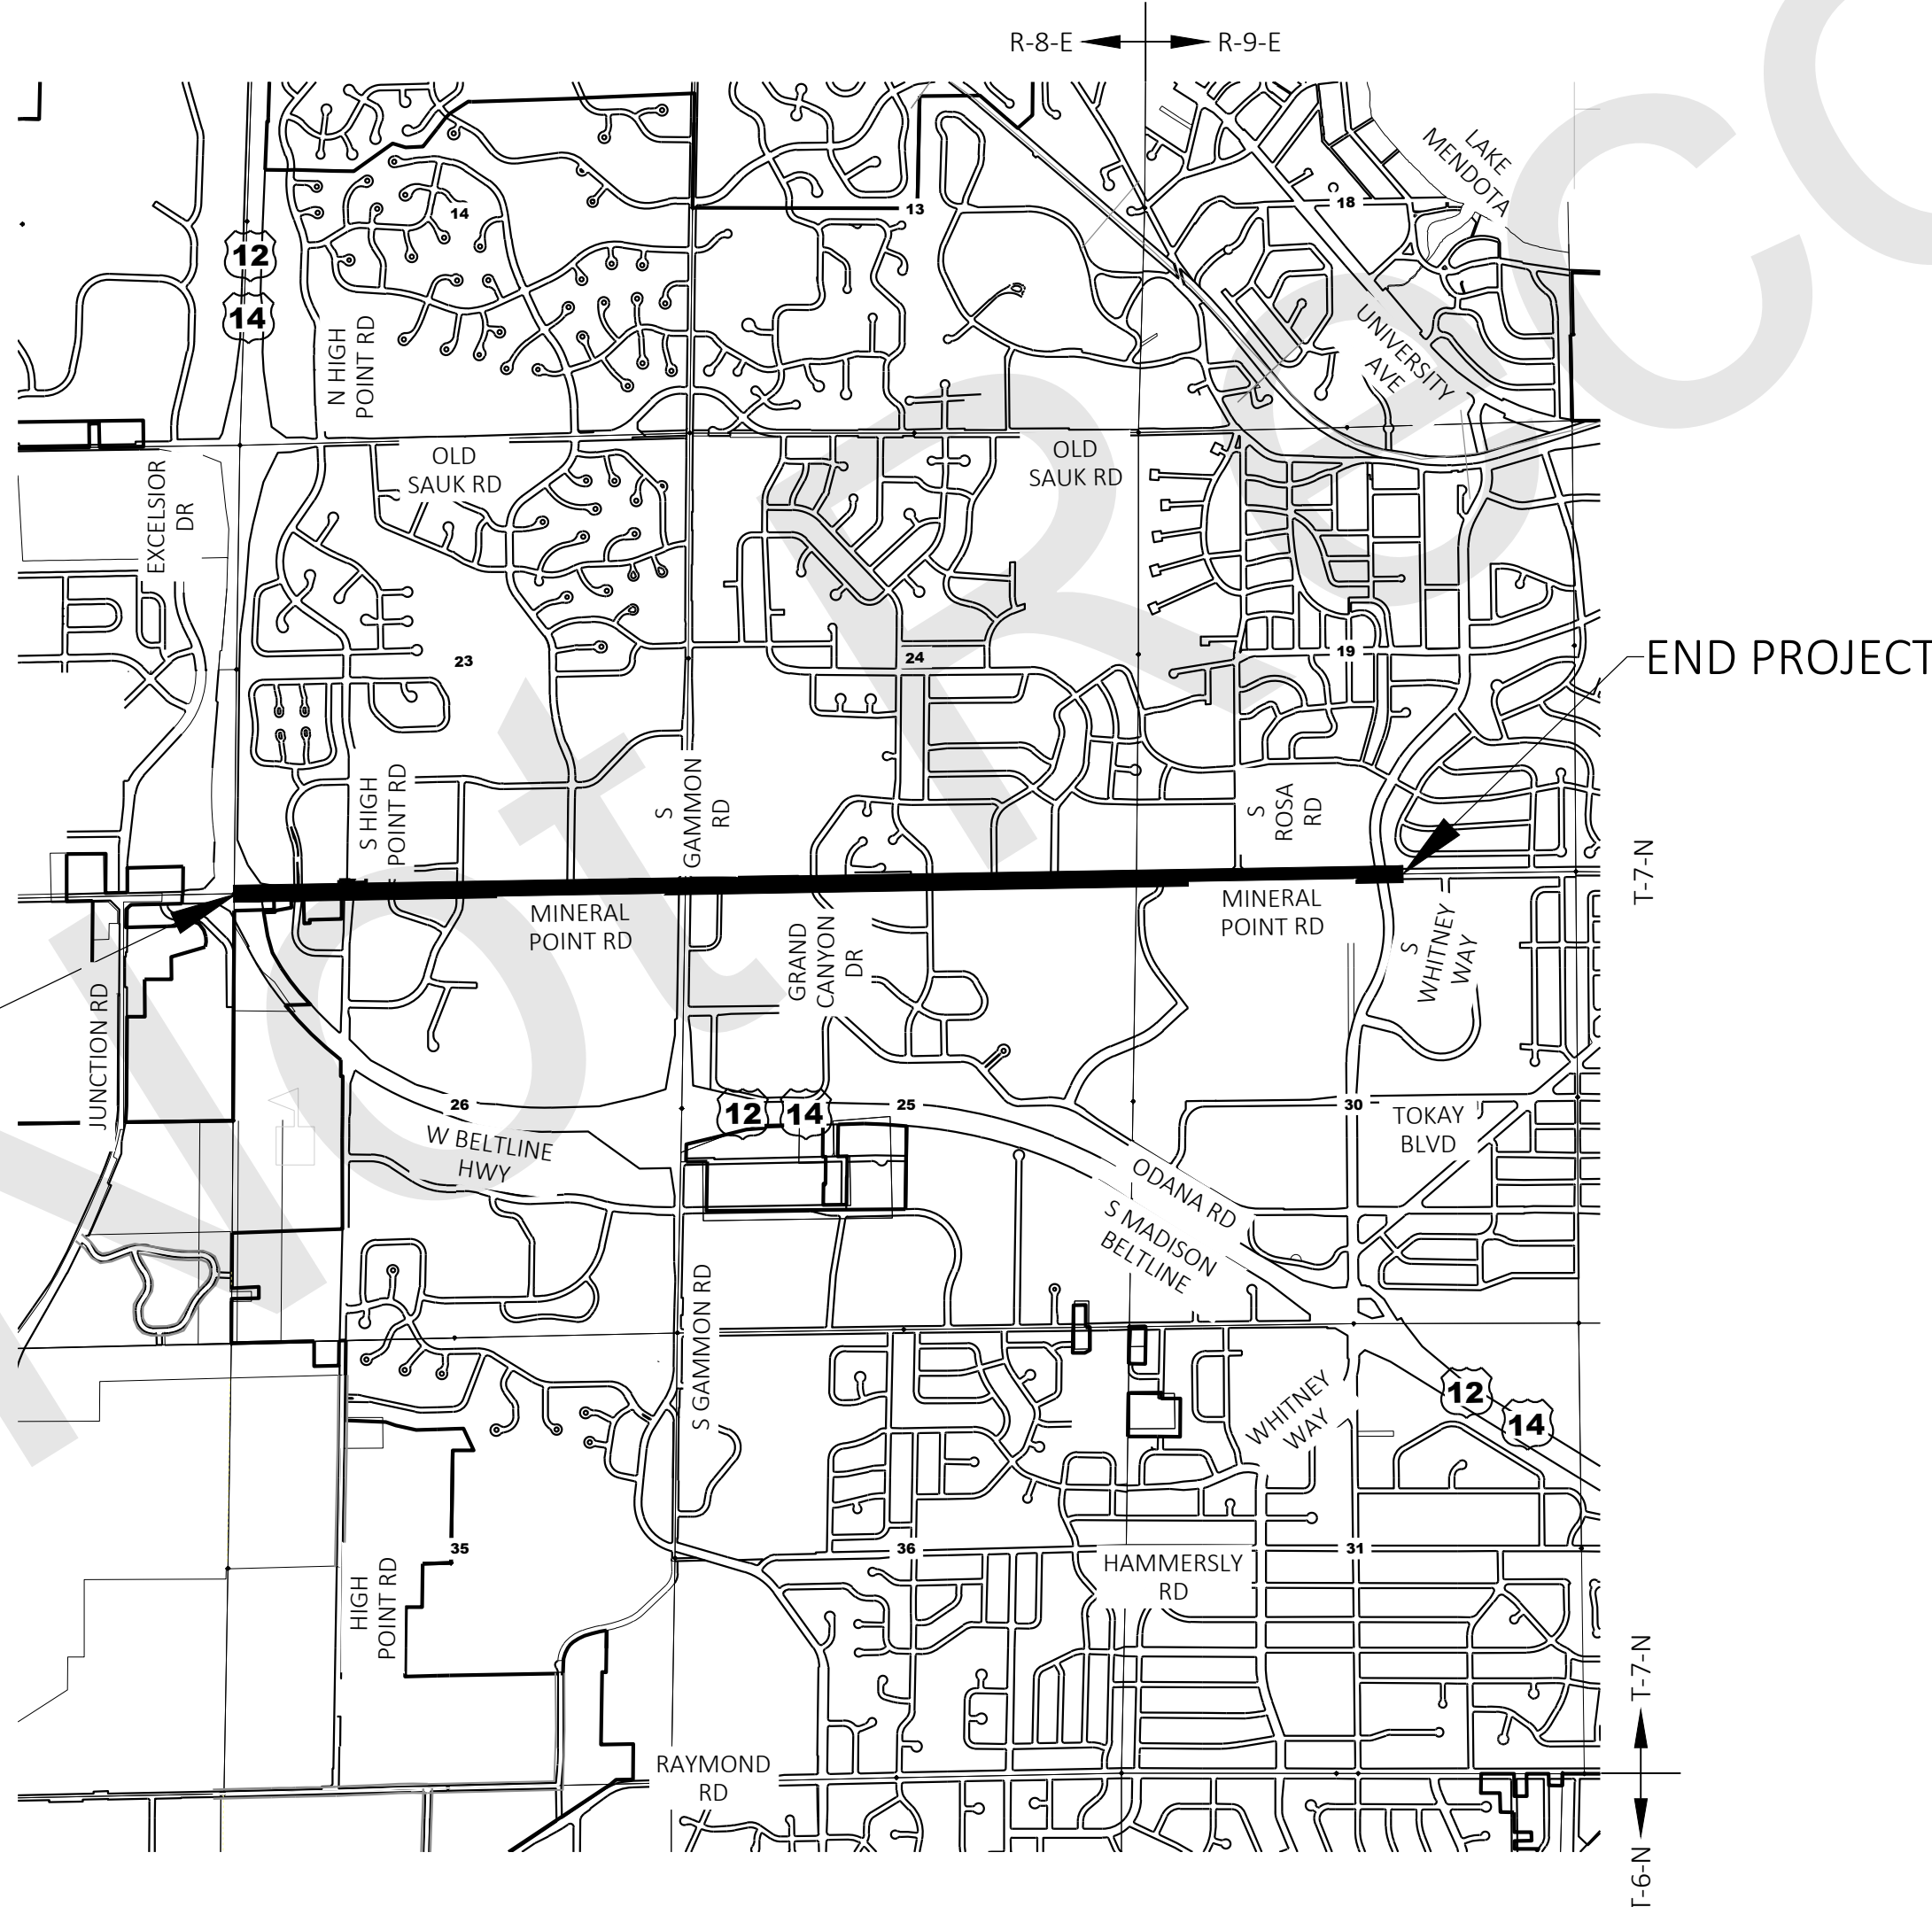 R-8-E
R-9-E
LAKE
MENDOTA
14
13
18
12
14
N HIGH
POINT RD
UNIVERSITY
AVE
OLD
SAUK RD
OLD
SAUK RD
EXCELSIOR
DR
23
24
19
END PROJECT
S HIGH
POINT RD
S
GAMMON
RD
S
ROSA
RD
T-7-N
MINERAL
POINT RD
MINERAL
POINT RD
GRAND
CANYON
DR
S
WHITNEY
WAY
JUNCTION RD
26
12
14
25
30
TOKAY
BLVD
W BELTLINE
HWY
ODANA RD
S MADISON
BELTLINE
S GAMMON RD
WHITNEY
WAY
12
14
35
36
31
HAMMERSLY
RD
HIGH
POINT RD
RAYMOND
RD
T-7-N
T-6-N
Not Rec